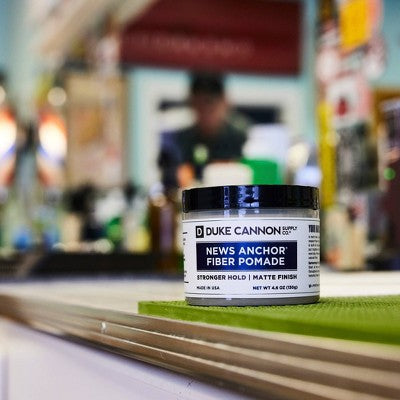 DUKE CANNON SUPPLY CO.
NEWS ANCHOR
FIBER POMADE
STRONGER HOLD | MATTE FINISH
MADE IN USA NET WT 4.6 OZ (130g)